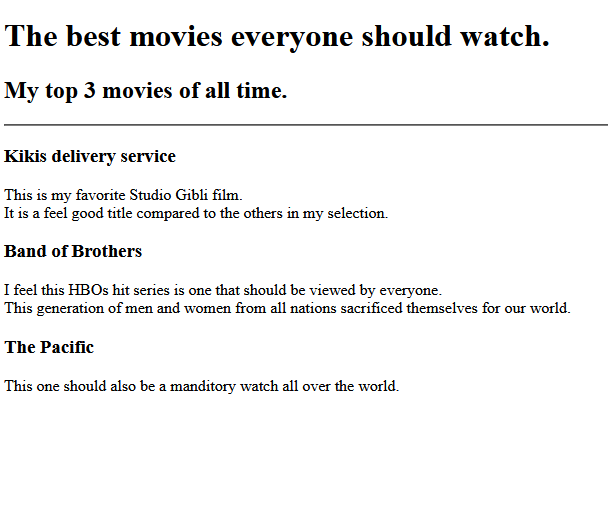 The best movies everyone should watch.
My top 3 movies of all time.
Kikis delivery service
This is my favorite Studio Gibli film.
It is a feel good title compared to the others in my selection.
Band of Brothers
I feel this HBOs hit series is one that should be viewed by everyone.
This generation of men and women from all nations sacrificed themselves for our world.
The Pacific
This one should also be a manditory watch all over the world.